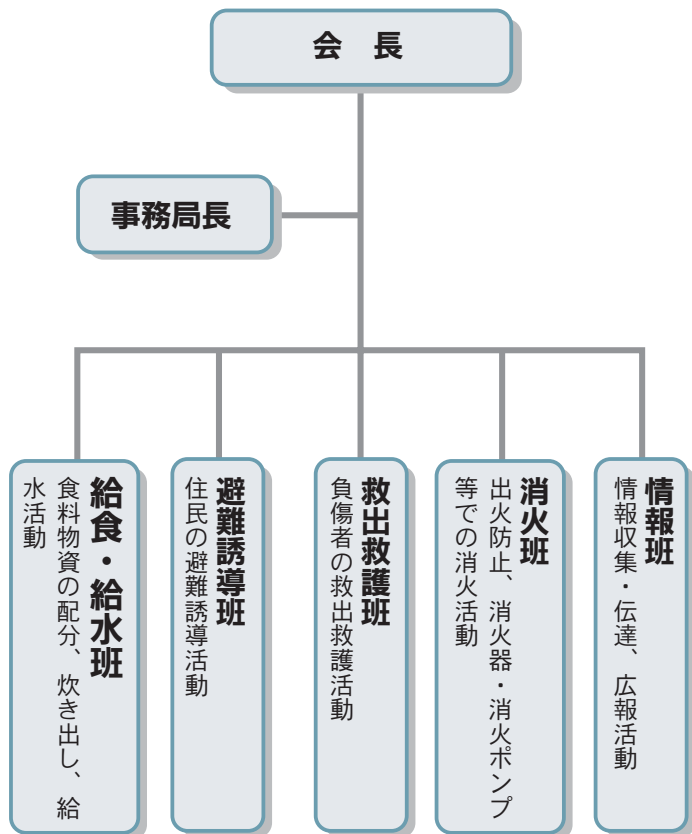 会　長
事務局長
情報班
情報収集・伝達、広報活動
消火班
出火防止、消火器・消火ポンプ
等での消火活動
救出救護班
負傷者の救出救護活動
避難誘導班
住民の避難誘導活動
給食・給水班
食料物資の配分、炊き出し、給
水活動